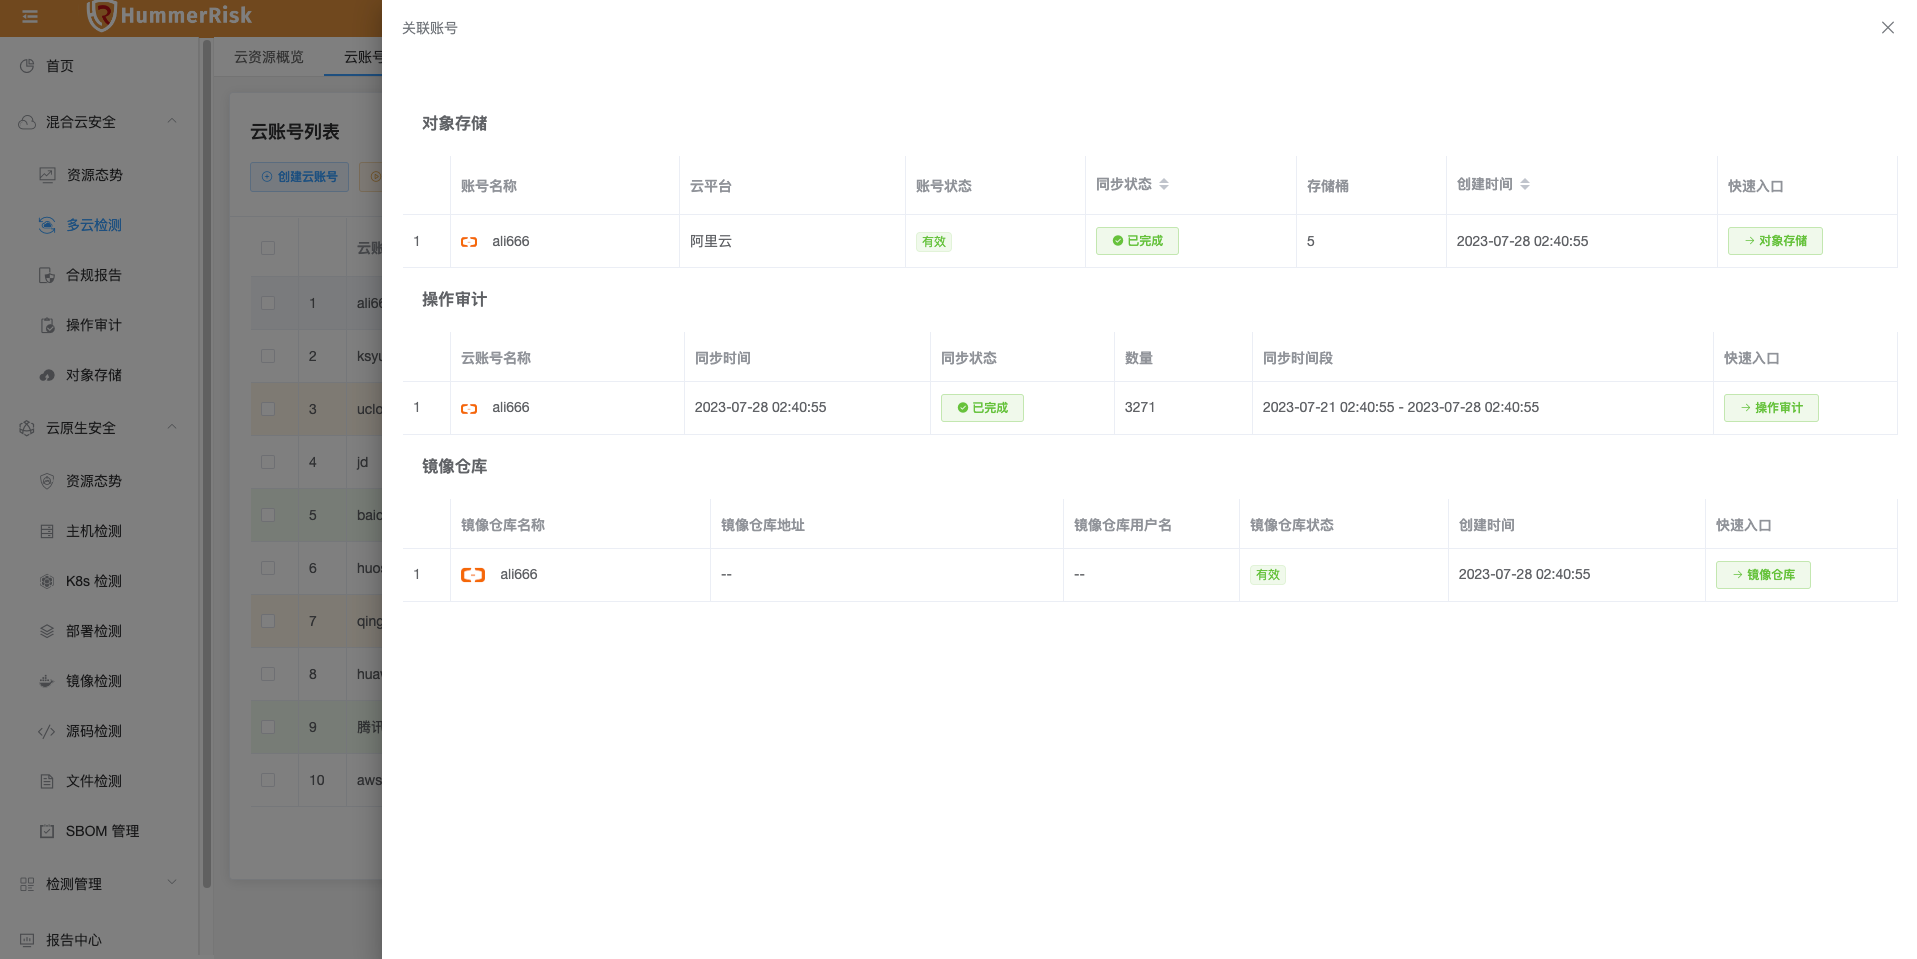 HummerRisk
首页
混合云安全
资源态势
多云检测
合规报告
操作审计
对象存储
云原生安全
资源态势
主机检测
K8s 检测
部署检测
镜像检测
源码检测
文件检测
SBOM 管理
检测管理
报告中心
云资源概览 云账号
云账号列表
创建云账号
云账
1 ali66
2 ksyu
3 uclo
4 jd
5 baid
6 huos
7 qing
8 huaw
9 腾讯
10 aws
关联账号
对象存储
账号名称 云平台 账号状态 同步状态 存储桶 创建时间 快速入口
1 ali666 阿里云 有效 已完成 5 2023-07-28 02:40:55 对象存储
操作审计
云账号名称 同步时间 同步状态 数量 同步时间段 快速入口
1 ali666 2023-07-28 02:40:55 已完成 3271 2023-07-21 02:40:55 - 2023-07-28 02:40:55 操作审计
镜像仓库
镜像仓库名称 镜像仓库地址 镜像仓库用户名 镜像仓库状态 创建时间 快速入口
1 ali666 -- -- 有效 2023-07-28 02:40:55 镜像仓库